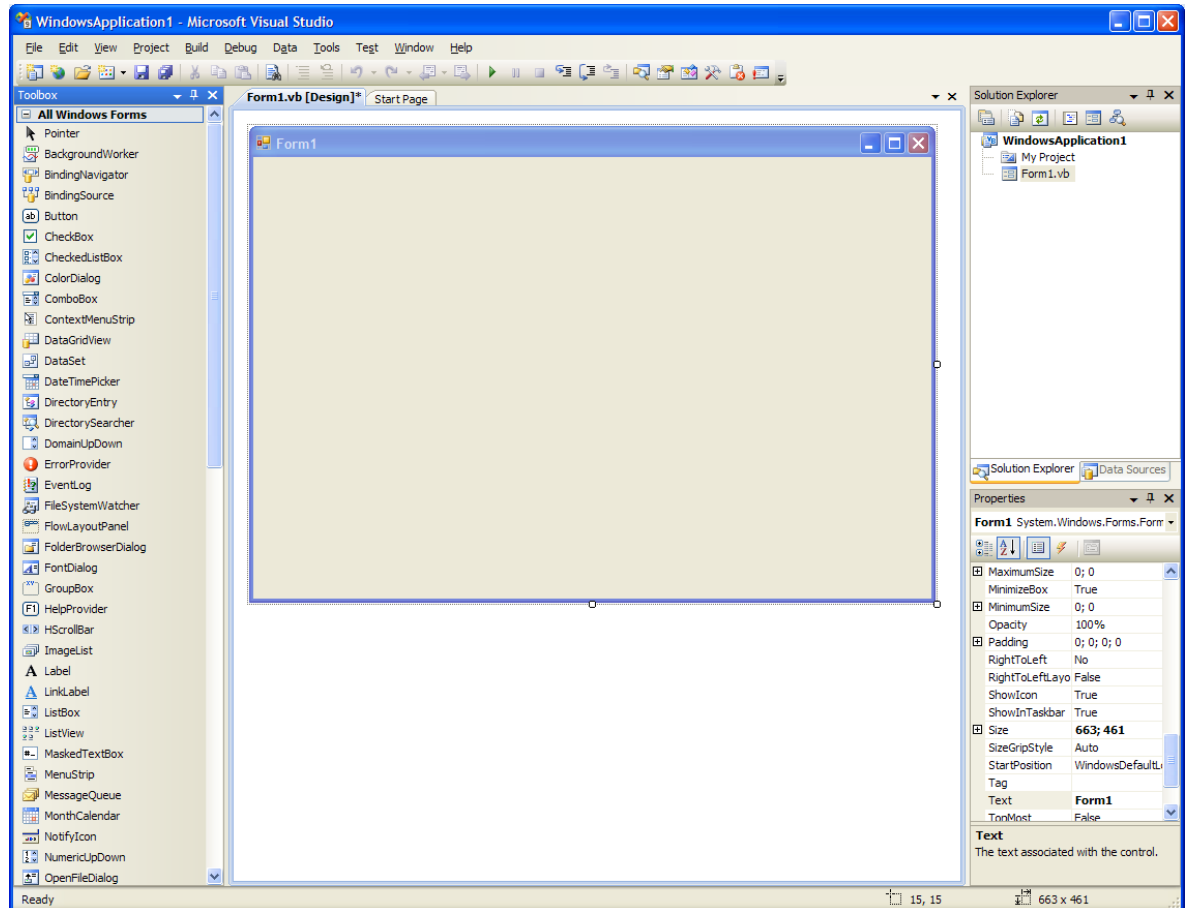 WindowsApplication1 - Microsoft Visual Studio
File Edit View Project Build Debug Data Tools Test Window Help
Toolbox
All Windows Forms
Pointer
BackgroundWorker
BindingNavigator
BindingSource
Button
CheckBox
CheckedListBox
ColorDialog
ComboBox
ContextMenuStrip
DataGridView
DataSet
DateTimePicker
DirectoryEntry
DirectorySearcher
DomainUpDown
ErrorProvider
EventLog
FileSystemWatcher
FlowLayoutPanel
FolderBrowserDialog
FontDialog
GroupBox
HelpProvider
HScrollBar
ImageList
Label
LinkLabel
ListBox
ListView
MaskedTextBox
MenuStrip
MessageQueue
MonthCalendar
NotifyIcon
NumericUpDown
OpenFileDialog
Form1.vb [Design]* Start Page
Form1
Solution Explorer
WindowsApplication1
My Project
Form1.vb
Solution Explorer Data Sources
Properties
Form1 System.Windows.Forms.Form
MaximumSize 0; 0
MinimizeBox True
MinimumSize 0; 0
Opacity 100%
Padding 0; 0; 0; 0
RightToLeft No
RightToLeftLayo False
ShowIcon True
ShowInTaskbar True
Size 663; 461
SizeGripStyle Auto
StartPosition WindowsDefaultL
Tag
Text Form1
TopMost False
Text
The text associated with the control.
Ready 15, 15 663 x 461